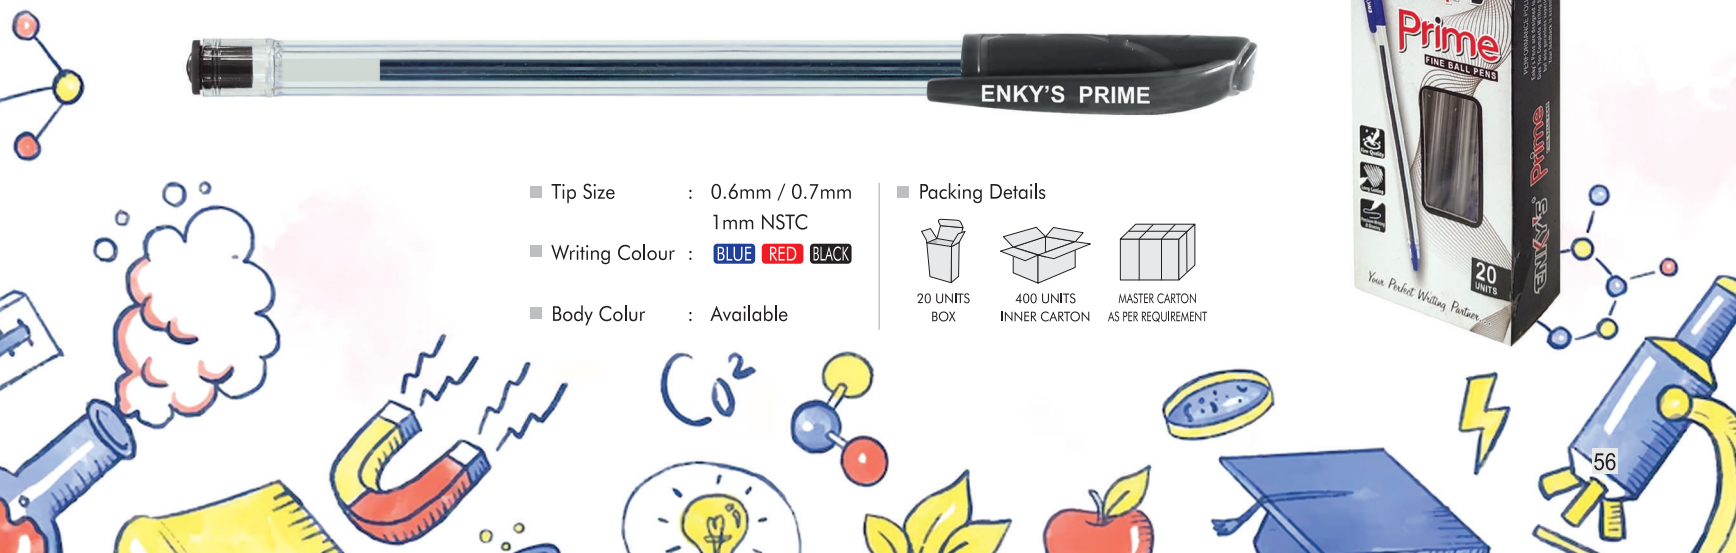 ENKY'S PRIME
Tip Size : 0.6mm / 0.7mm
1mm NSTC
Writing Colour : BLUE RED BLACK
Body Colur : Available
Packing Details
20 UNITS
BOX
400 UNITS
INNER CARTON
MASTER CARTON
AS PER REQUIREMENT
Prime
FINE BALL PENS
Fine Quality
20
UNITS
Your Perfect Writing Partner...
ENKY'S Prime
Co²
56